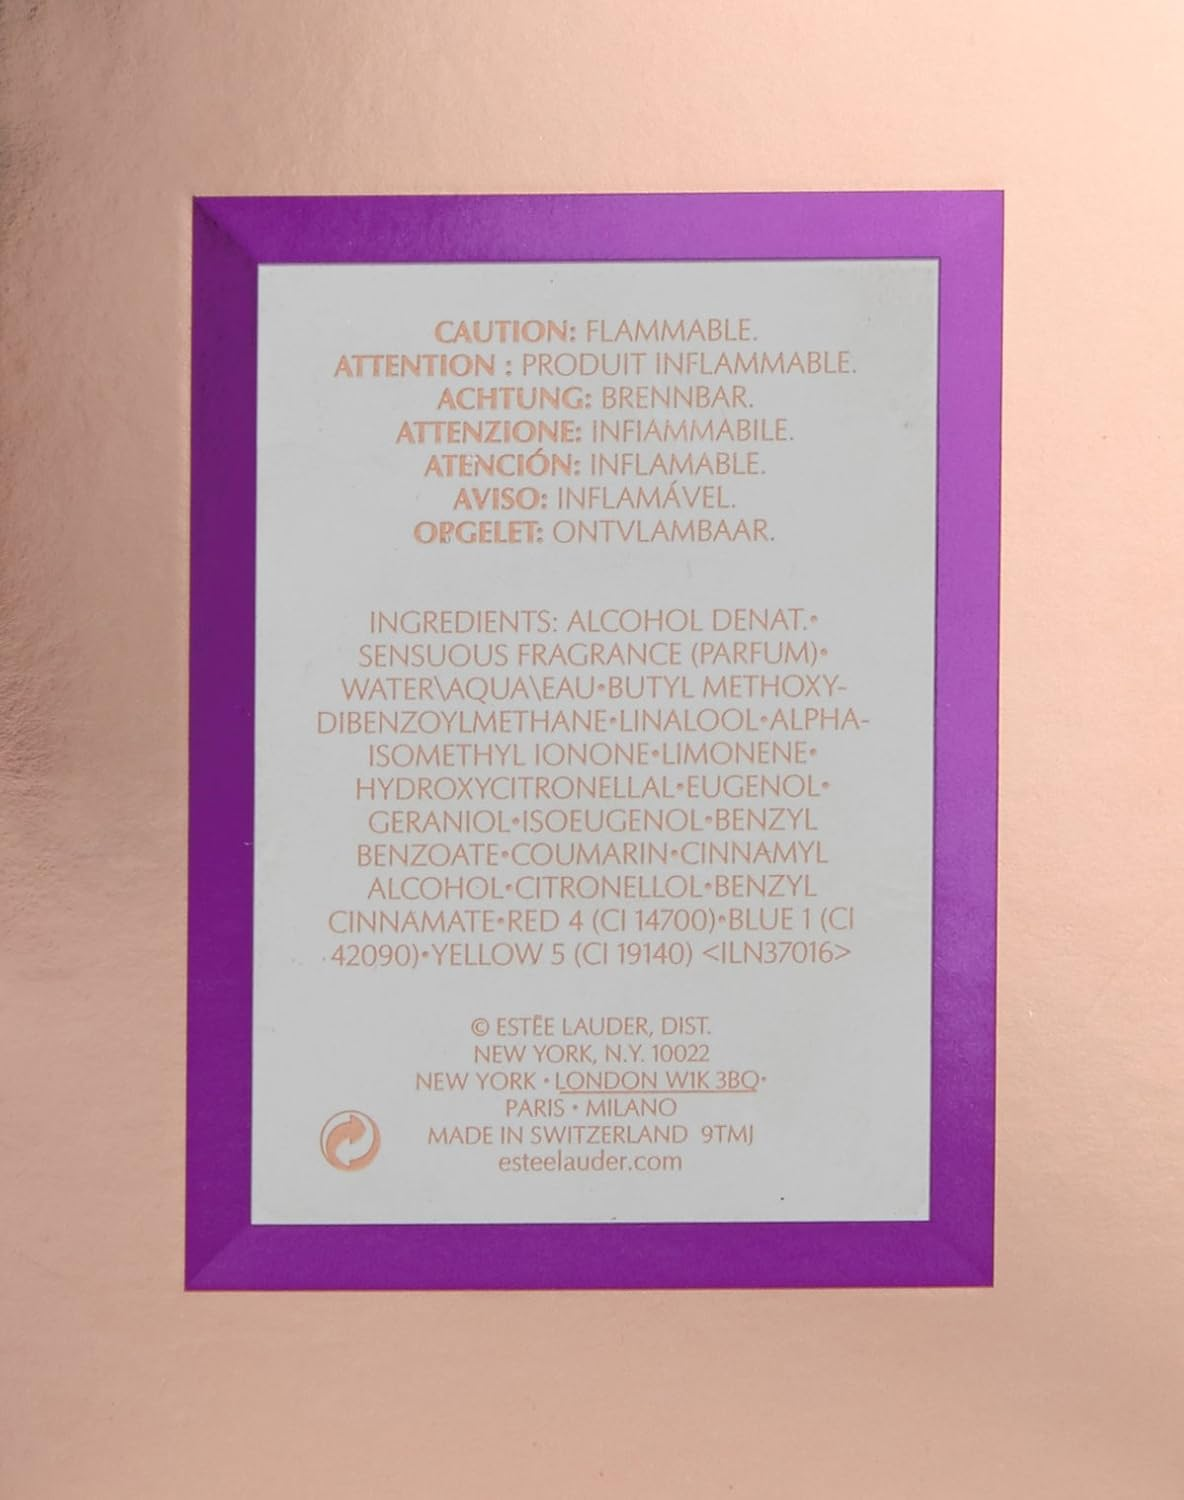 CAUTION: FLAMMABLE.
ATTENTION : PRODUIT INFLAMMABLE.
ACHTUNG: BRENNBAR.
ATTENZIONE: INFIAMMABILE.
ATENCIÓN: INFLAMABLE.
AVISO: INFLAMÁVEL.
OPGELET: ONTVLAMBAAR.
INGREDIENTS: ALCOHOL DENAT.•
SENSUOUS FRAGRANCE (PARFUM)•
WATER\AQUA\EAU•BUTYL METHOXY-
DIBENZOYLMETHANE•LINALOOL•ALPHA-
ISOMETHYL IONONE•LIMONENE•
HYDROXYCITRONELLAL•EUGENOL•
GERANIOL•ISOEUGENOL•BENZYL
BENZOATE•COUMARIN•CINNAMYL
ALCOHOL•CITRONELLOL•BENZYL
CINNAMATE•RED 4 (CI 14700)•BLUE 1 (CI
42090)•YELLOW 5 (CI 19140) <ILN37016>
© ESTĒE LAUDER, DIST.
NEW YORK, N.Y. 10022
NEW YORK • LONDON W1K 3BQ•
PARIS • MILANO
MADE IN SWITZERLAND 9TMJ
esteelauder.com